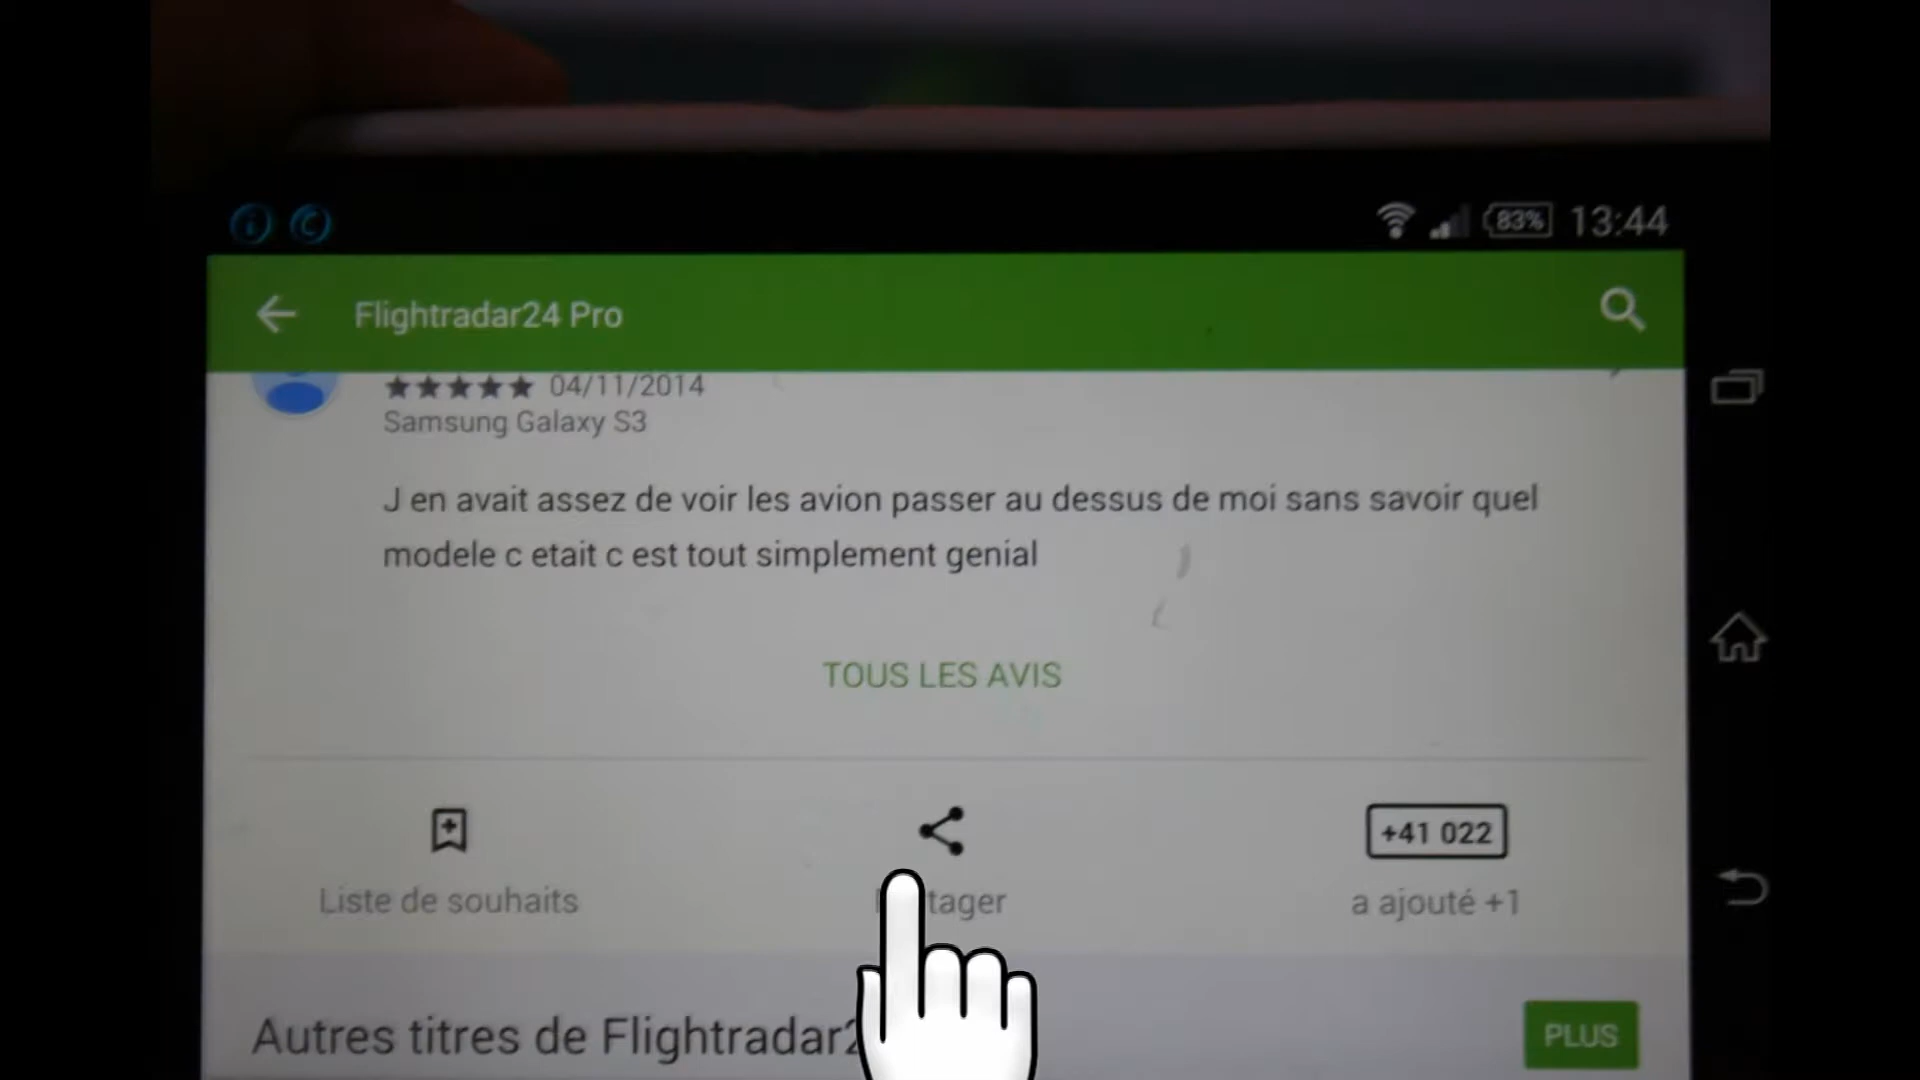 83% 13:44
Flightradar24 Pro
04/11/2014
Samsung Galaxy S3
J en avait assez de voir les avion passer au dessus de moi sans savoir quel
modele c etait c est tout simplement genial
TOUS LES AVIS
+41 022
Liste de souhaits
a ajouté +1
Autres titres de
PLUS